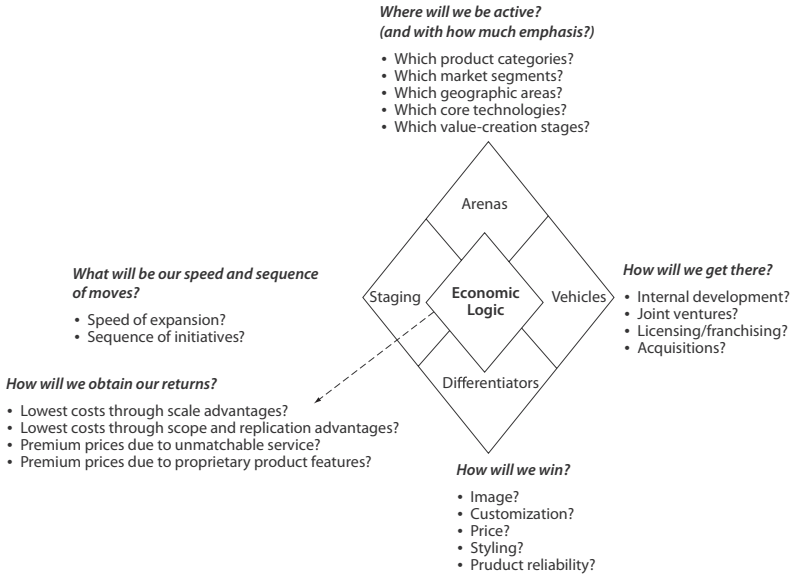 Where will we be active?
(and with how much emphasis?)
• Which product categories?
• Which market segments?
• Which geographic areas?
• Which core technologies?
• Which value-creation stages?
Arenas
What will be our speed and sequence
of moves?
• Speed of expansion?
• Sequence of initiatives?
Staging
Economic
Logic
Vehicles
How will we get there?
• Internal development?
• Joint ventures?
• Licensing/franchising?
• Acquisitions?
How will we obtain our returns?
• Lowest costs through scale advantages?
• Lowest costs through scope and replication advantages?
• Premium prices due to unmatchable service?
• Premium prices due to proprietary product features?
Differentiators
How will we win?
• Image?
• Customization?
• Price?
• Styling?
• Pruduct reliability?